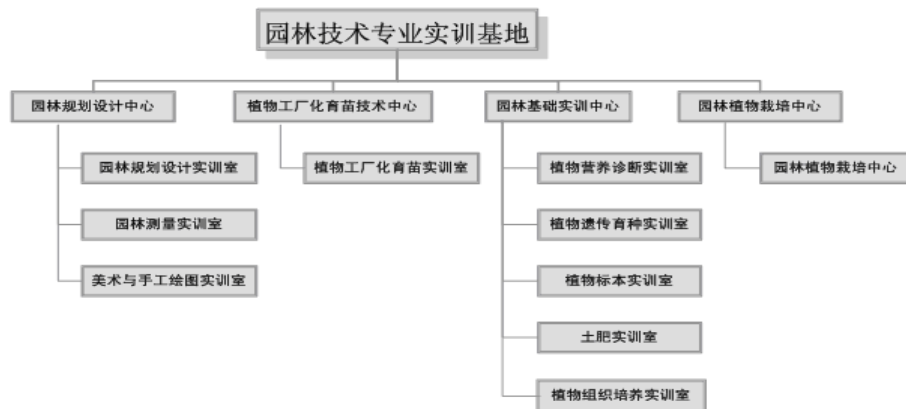 园林技术专业实训基地
园林规划设计中心
植物工厂化育苗技术中心
园林基础实训中心
园林植物栽培中心
园林规划设计实训室
植物工厂化育苗实训室
植物营养诊断实训室
园林植物栽培中心
园林测量实训室
植物遗传育种实训室
美术与手工绘图实训室
植物标本实训室
土肥实训室
植物组织培养实训室